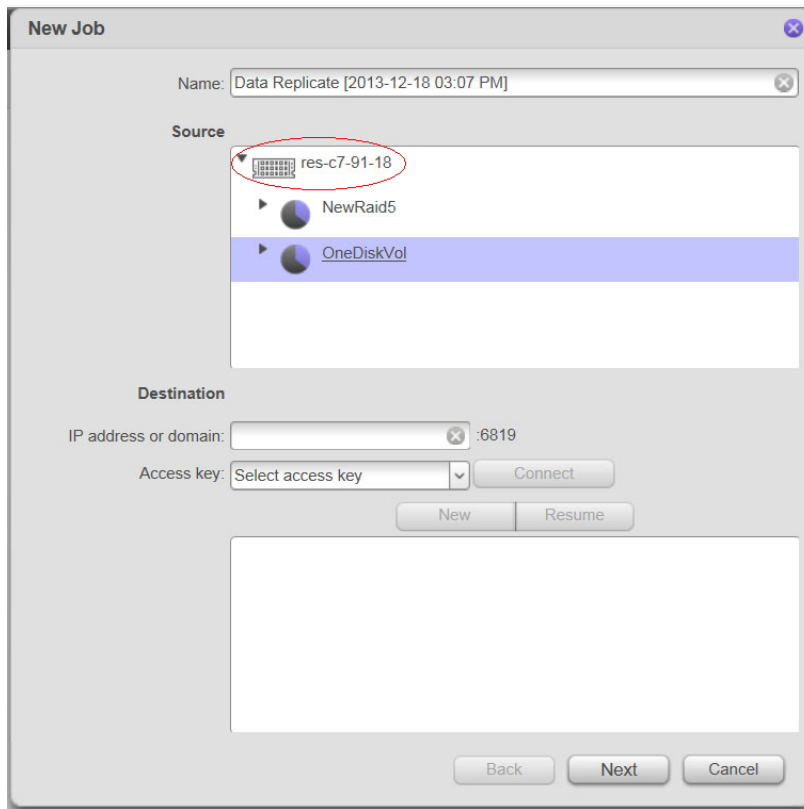 New Job
Name: Data Replicate [2013-12-18 03:07 PM]
Source
res-c7-91-18
NewRaid5
OneDiskVol
Destination
IP address or domain: :6819
Access key: Select access key Connect
New Resume
Back Next Cancel